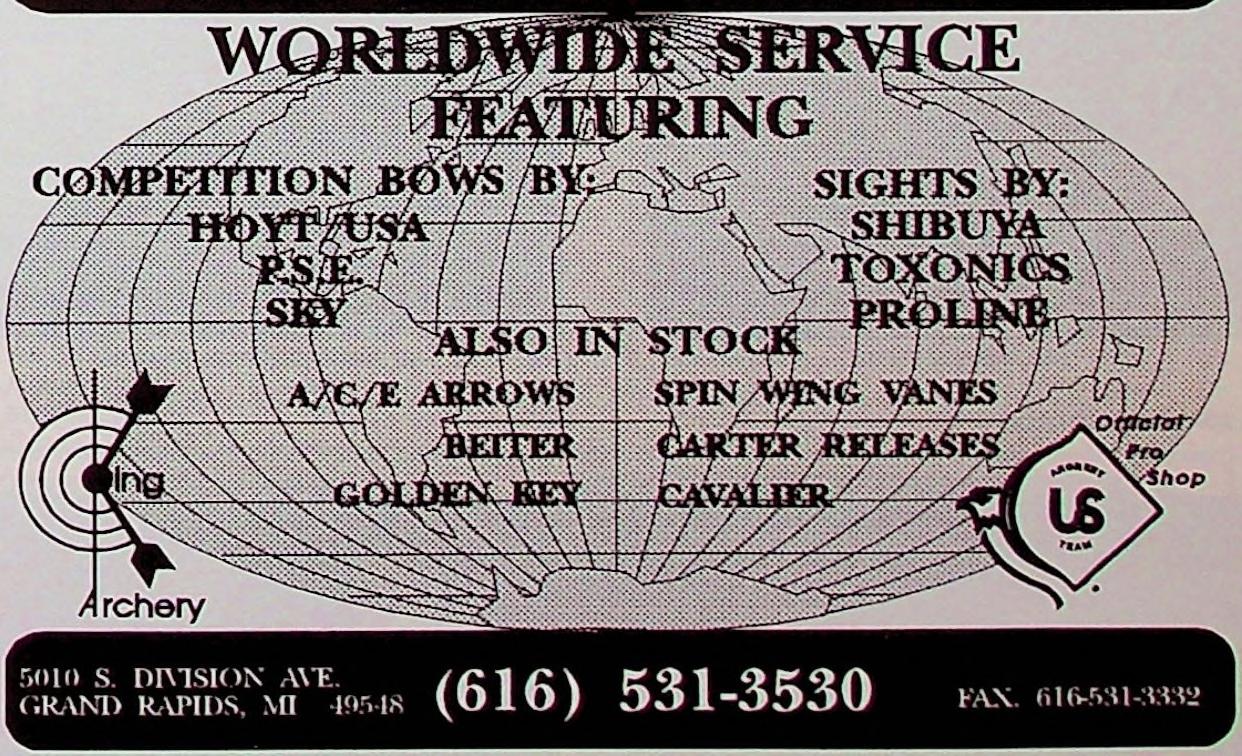 WORLDWIDE SERVICE
FEATURING
COMPETITION BOWS BY:
HOYT/USA
P.S.E.
SKY
SIGHTS BY:
SHIBUYA
TOXONICS
PROLINE
ALSO IN STOCK
A/C/E ARROWS SPIN WING VANES
BEITER CARTER RELEASES
GOLDEN KEY CAVALIER
ing
Archery
Official
Pro
Shop
ARCHERY
US
TEAM
5010 S. DIVISION AVE.
GRAND RAPIDS, MI 49548
(616) 531-3530
FAX. 616-531-3332